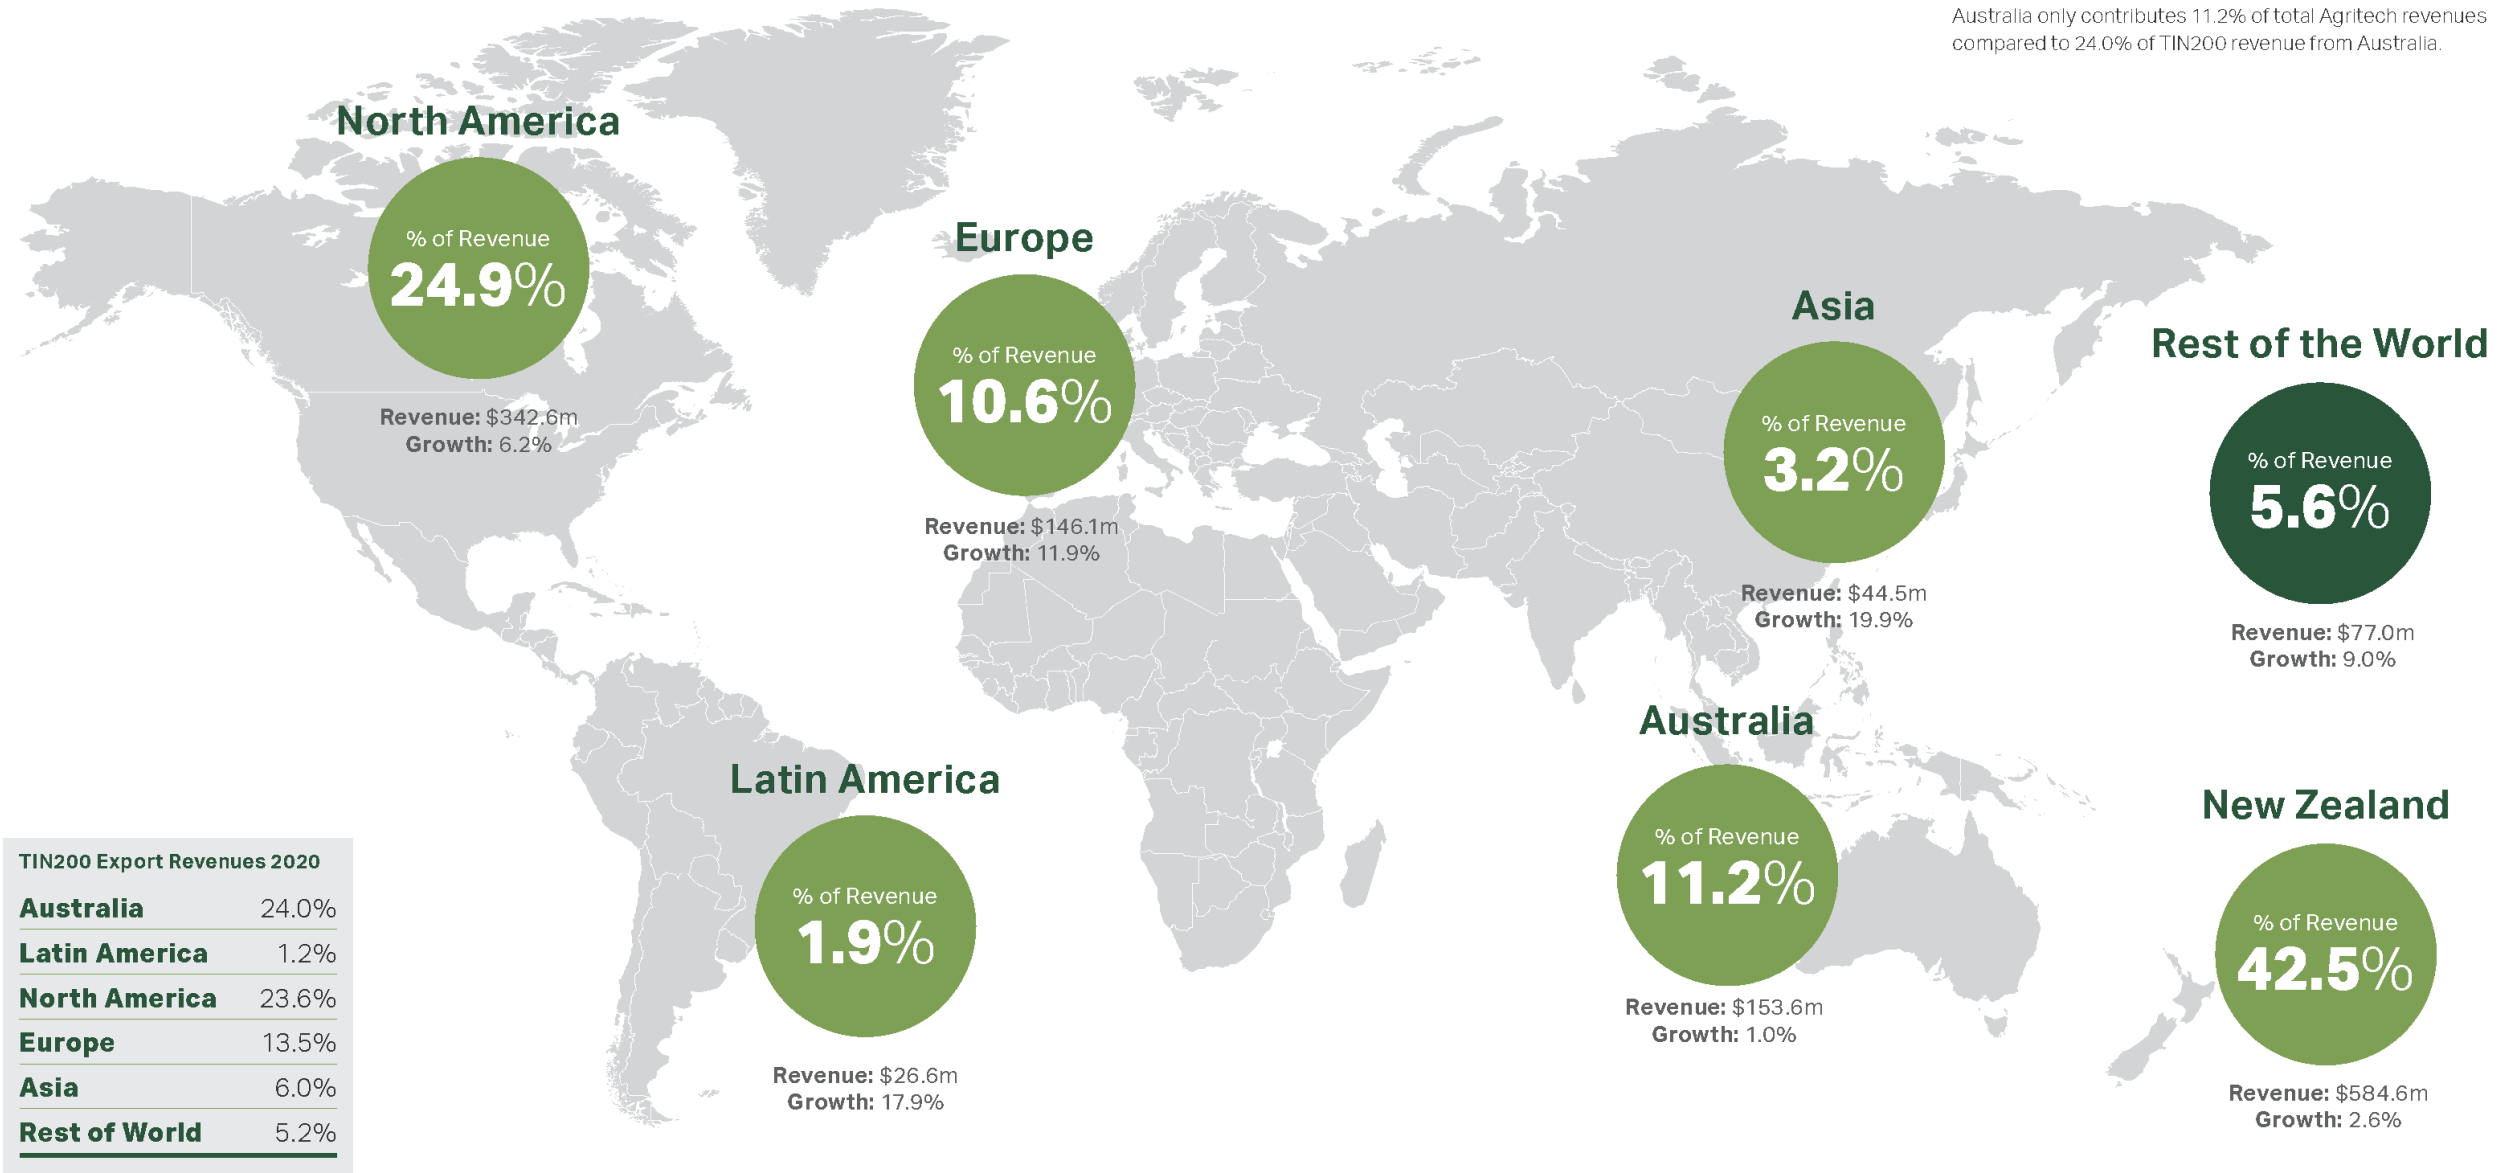 Australia only contributes 11.2% of total Agritech revenues
compared to 24.0% of TIN200 revenue from Australia.
North America
% of Revenue
24.9%
Revenue: $342.6m
Growth: 6.2%
Europe
% of Revenue
10.6%
Revenue: $146.1m
Growth: 11.9%
Asia
% of Revenue
3.2%
Revenue: $44.5m
Growth: 19.9%
Rest of the World
% of Revenue
5.6%
Revenue: $77.0m
Growth: 9.0%
Latin America
% of Revenue
1.9%
Revenue: $26.6m
Growth: 17.9%
Australia
% of Revenue
11.2%
Revenue: $153.6m
Growth: 1.0%
New Zealand
% of Revenue
42.5%
Revenue: $584.6m
Growth: 2.6%
TIN200 Export Revenues 2020
Australia 24.0%
Latin America 1.2%
North America 23.6%
Europe 13.5%
Asia 6.0%
Rest of World 5.2%